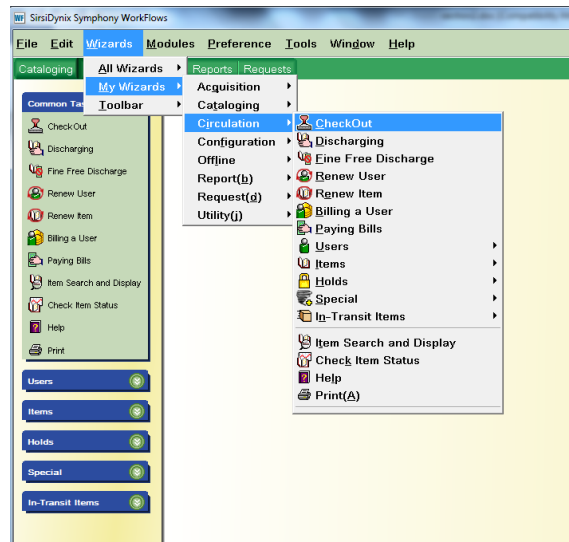 WF SirsiDynix Symphony WorkFlows
File Edit Wizards Modules Preference Tools Window Help
Cataloging Reports Requests
All Wizards
My Wizards
Toolbar
Acquisition
Cataloging
Circulation
Configuration
Offline
Report(b)
Request(d)
Utility(j)
CheckOut
Discharging
Fine Free Discharge
Renew User
Renew Item
Billing a User
Paying Bills
Users
Items
Holds
Special
In-Transit Items
Item Search and Display
Check Item Status
Help
Print(A)
Common Tas
CheckOut
Discharging
Fine Free Discharge
Renew User
Renew Item
Billing a User
Paying Bills
Item Search and Display
Check Item Status
Help
Print
Users
Items
Holds
Special
In-Transit Items